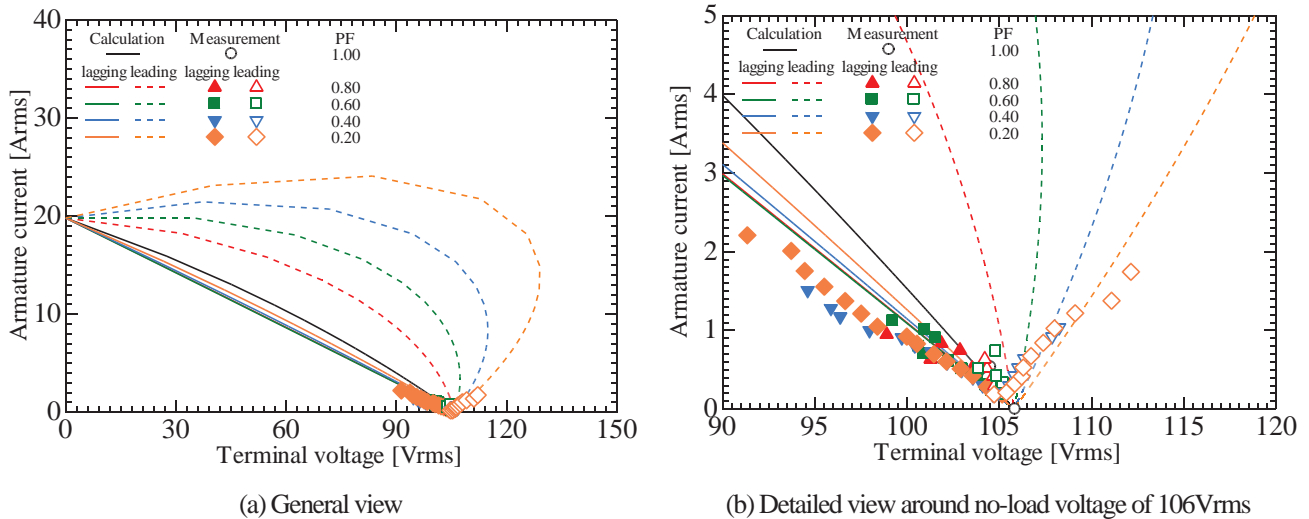 40
30
20
10
0
Armature current [Arms]
Calculation Measurement PF
1.00
lagging leading lagging leading
0.80
0.60
0.40
0.20
0 30 60 90 120 150
Terminal voltage [Vrms]
(a) General view
5
4
3
2
1
0
Armature current [Arms]
Calculation Measurement PF
1.00
lagging leading lagging leading
0.80
0.60
0.40
0.20
90 95 100 105 110 115 120
Terminal voltage [Vrms]
(b) Detailed view around no-load voltage of 106Vrms